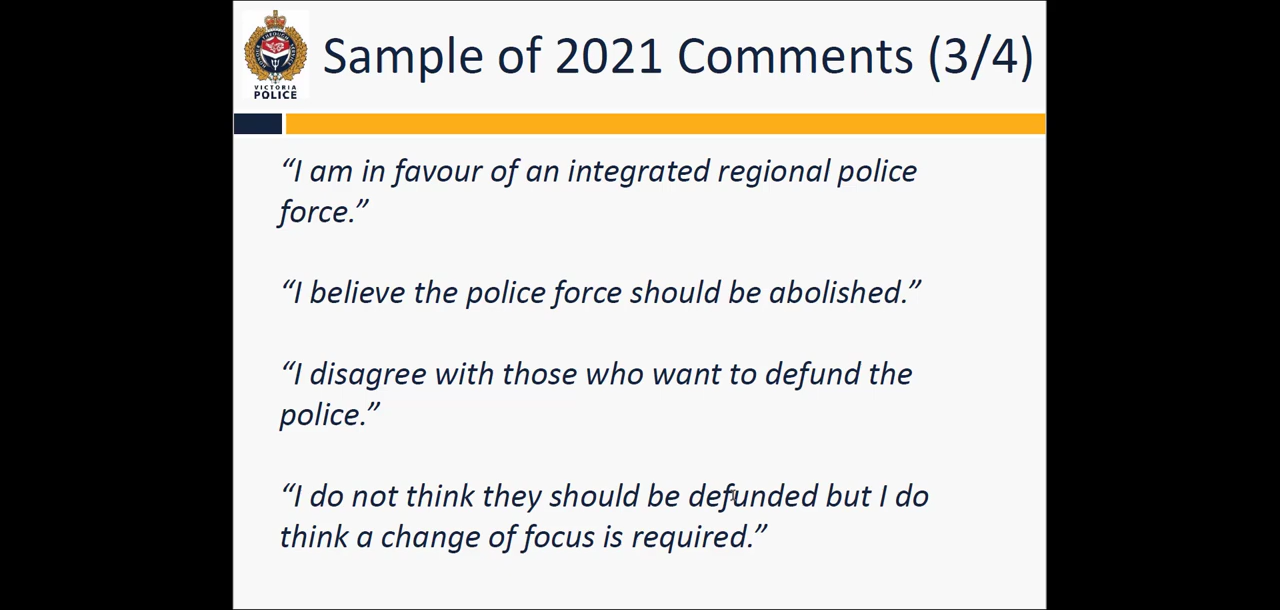 VICTORIA
POLICE
Sample of 2021 Comments (3/4)
“I am in favour of an integrated regional police
force.”
“I believe the police force should be abolished.”
“I disagree with those who want to defund the
police.”
“I do not think they should be defunded but I do
think a change of focus is required.”